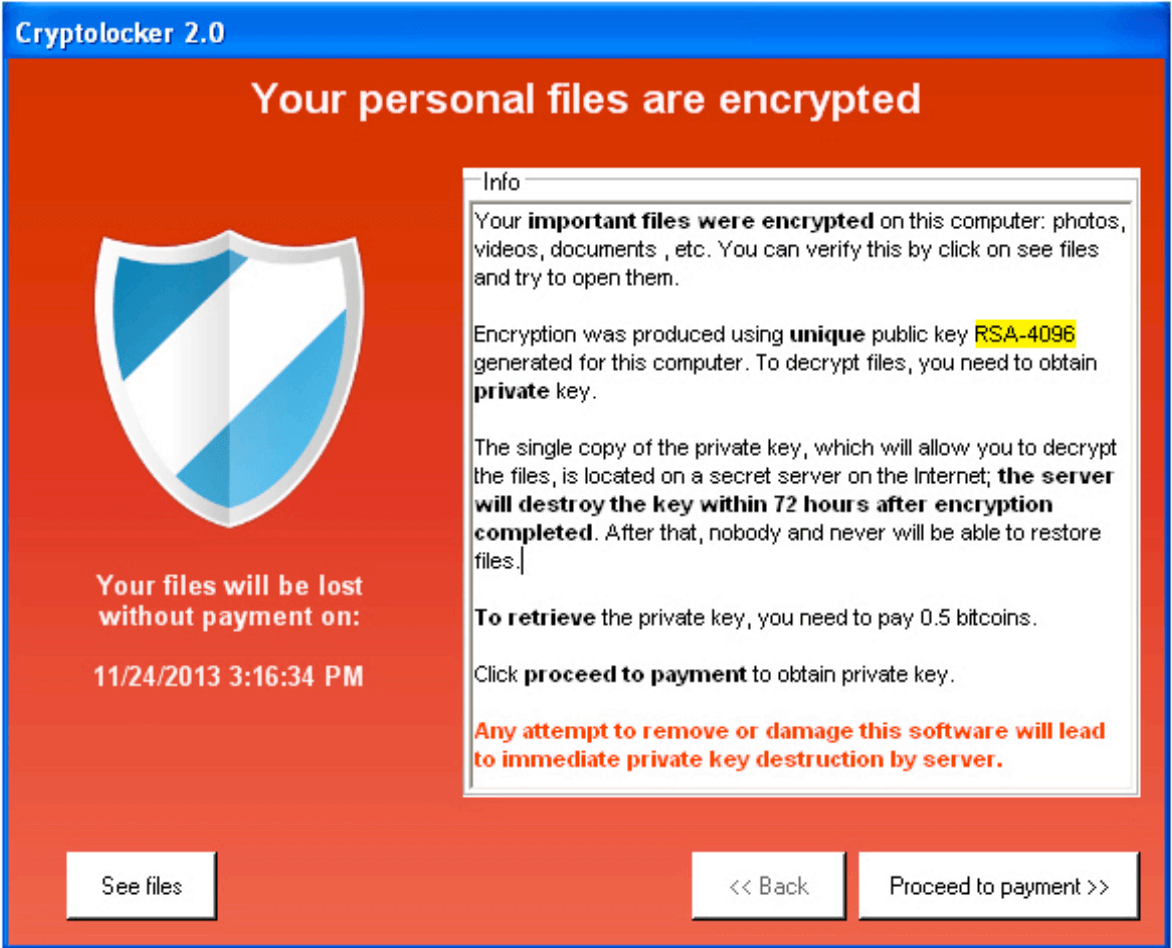 Cryptolocker 2.0
Your personal files are encrypted
Info
Your important files were encrypted on this computer: photos,
videos, documents , etc. You can verify this by click on see files
and try to open them.
Encryption was produced using unique public key RSA-4096
generated for this computer. To decrypt files, you need to obtain
private key.
The single copy of the private key, which will allow you to decrypt
the files, is located on a secret server on the Internet; the server
will destroy the key within 72 hours after encryption
completed. After that, nobody and never will be able to restore
files.
To retrieve the private key, you need to pay 0.5 bitcoins.
Click proceed to payment to obtain private key.
Any attempt to remove or damage this software will lead
to immediate private key destruction by server.
Your files will be lost
without payment on:
11/24/2013 3:16:34 PM
See files
<< Back
Proceed to payment >>